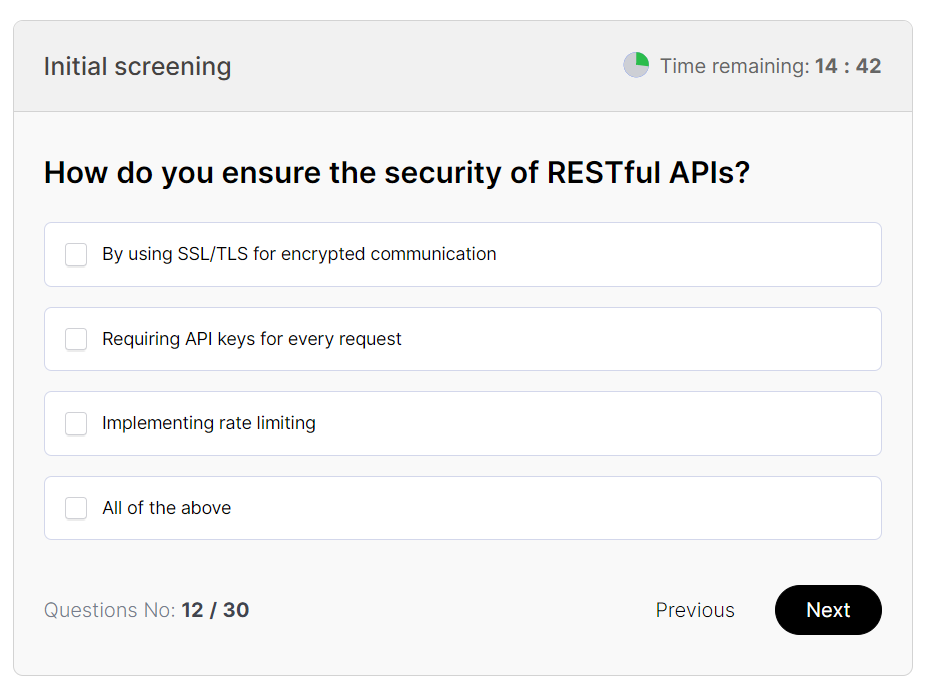 Initial screening
Time remaining: 14 : 42
How do you ensure the security of RESTful APIs?
By using SSL/TLS for encrypted communication
Requiring API keys for every request
Implementing rate limiting
All of the above
Questions No: 12 / 30
Previous
Next